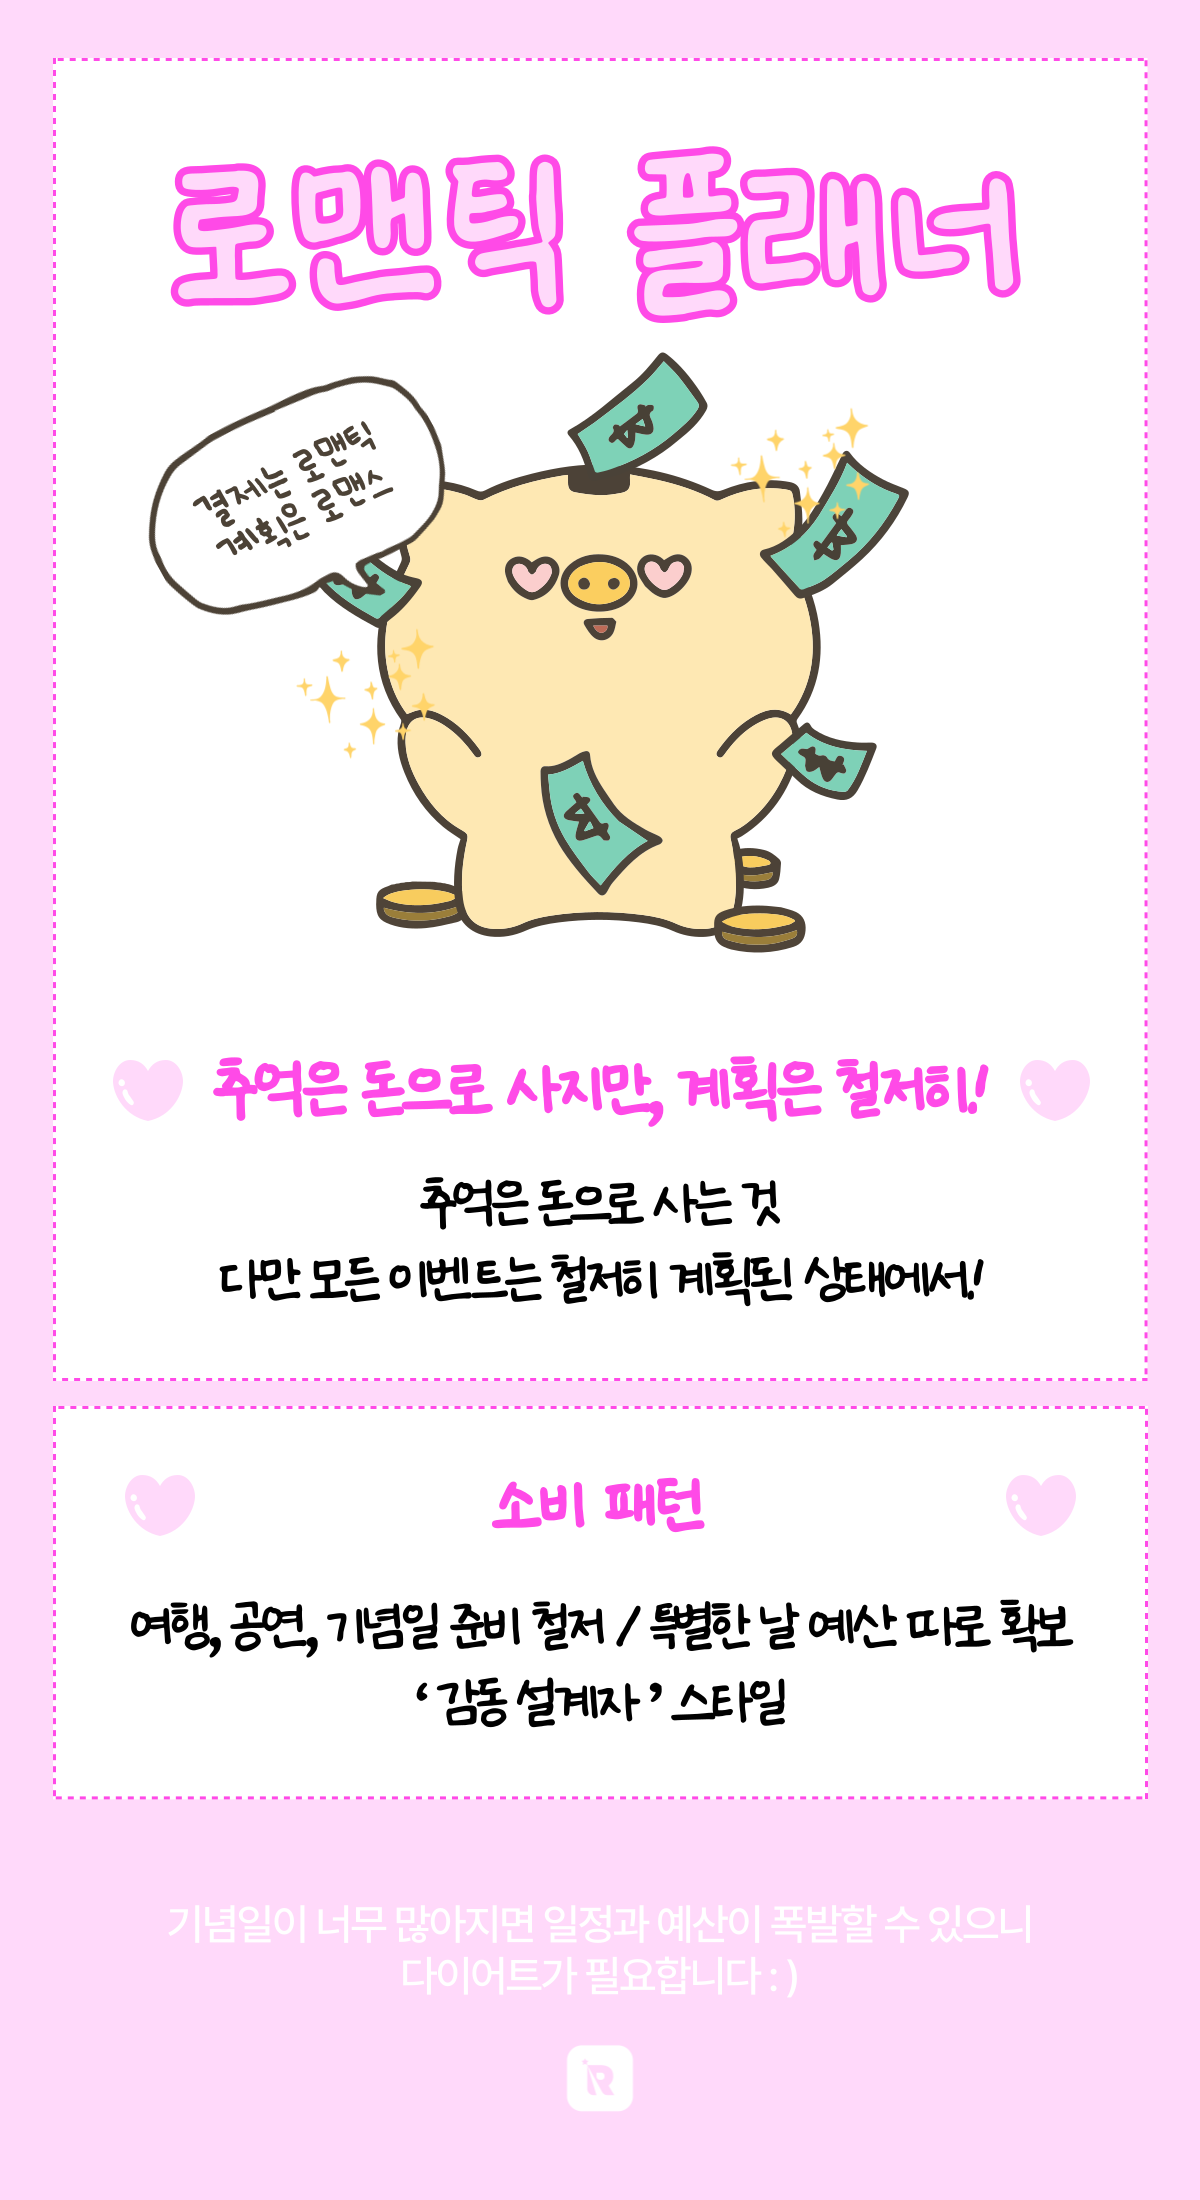 로맨틱 플래너
결제는 로맨틱
계획은 로맨스
추억은 돈으로 사지만, 계획은 철저히!
추억은 돈으로 사는 것
다만 모든 이벤트는 철저히 계획된 상태에서!
소비 패턴
여행, 공연, 기념일 준비 철저 / 특별한 날 예산 따로 확보
‘ 감동 설계자 ’ 스타일
기념일이 너무 많아지면 일정과 예산이 폭발할 수 있으니
다이어트가 필요합니다 : )
R